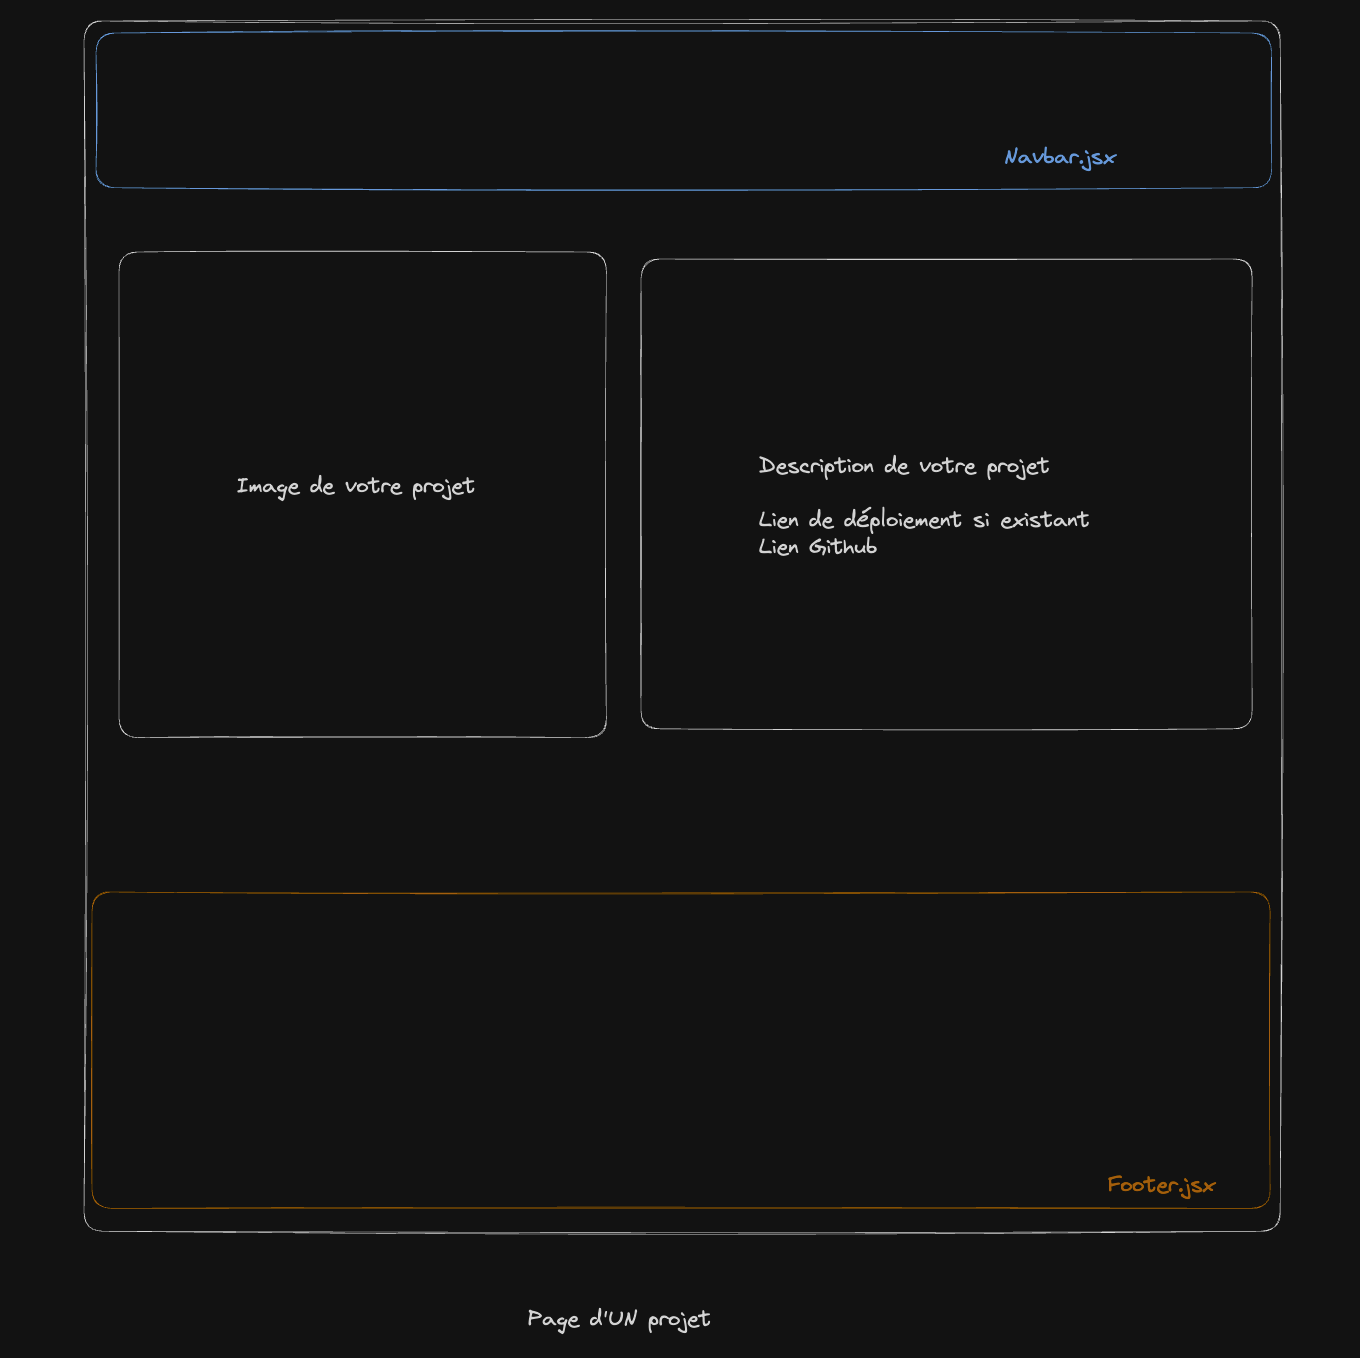 Navbar.jsx
Image de votre projet
Description de votre projet
Lien de déploiement si existant
Lien Github
Footer.jsx
Page d'UN projet